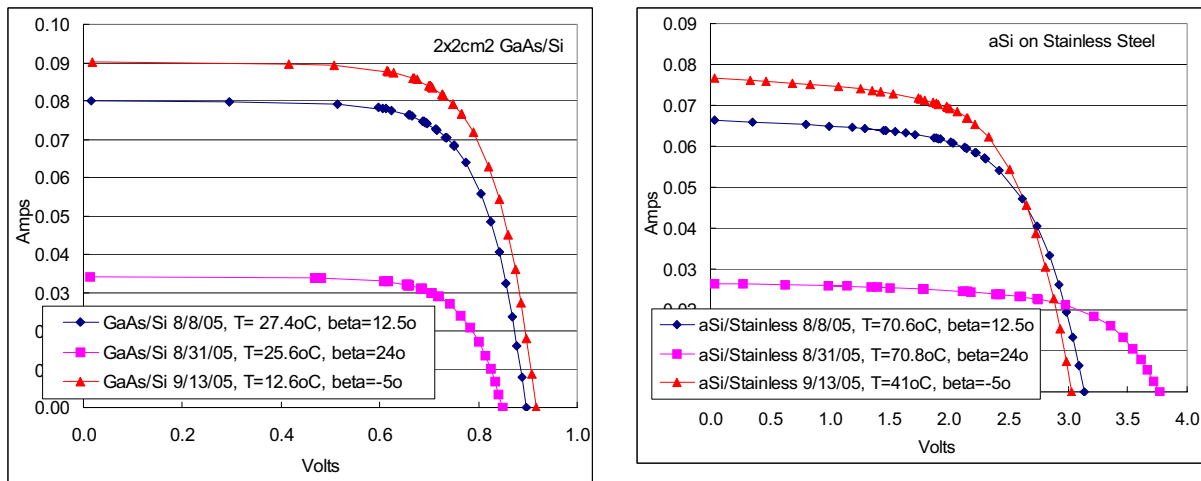 2x2cm2 GaAs/Si
0.10
0.09
0.08
0.07
0.06
0.05
0.04
0.03
0.0
0.0
0.00
Amps
GaAs/Si 8/8/05, T= 27.4oC, beta=12.5o
GaAs/Si 8/31/05, T=25.6oC, beta=24o
GaAs/Si 9/13/05, T=12.6oC, beta=-5o
0.0 0.2 0.4 0.6 0.8 1.0
Volts
aSi on Stainless Steel
0.09
0.08
0.07
0.06
0.05
0.04
0.03
Amps
aSi/Stainless 8/8/05, T=70.6oC, beta=12.5o
aSi/Stainless 8/31/05, T=70.8oC, beta=24o
aSi/Stainless 9/13/05, T=41oC, beta=-5o
0.0 0.5 1.0 1.5 2.0 2.5 3.0 3.5 4.0
Volts